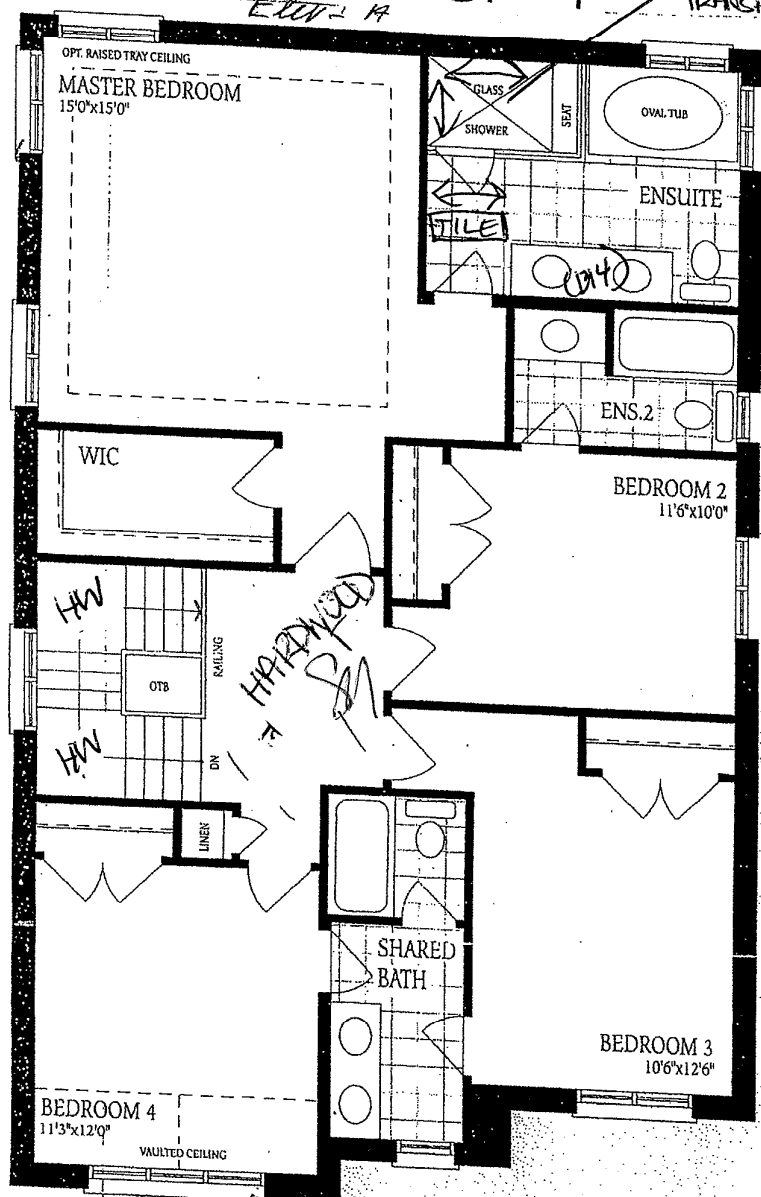 Elev 1A
OPT. RAISED TRAY CEILING
MASTER BEDROOM
15'0"x15'0"
GLASS
SHOWER
SEAT
OVAL TUB
ENSUITE
TILE
ENS.2
WIC
BEDROOM 2
11'6"x10'0"
HW
RAILING
HARDWOOD
OTB
HW
DN
LINEN
SHARED
BATH
BEDROOM 3
10'6"x12'6"
BEDROOM 4
11'3"x12'0"
VAULTED CEILING